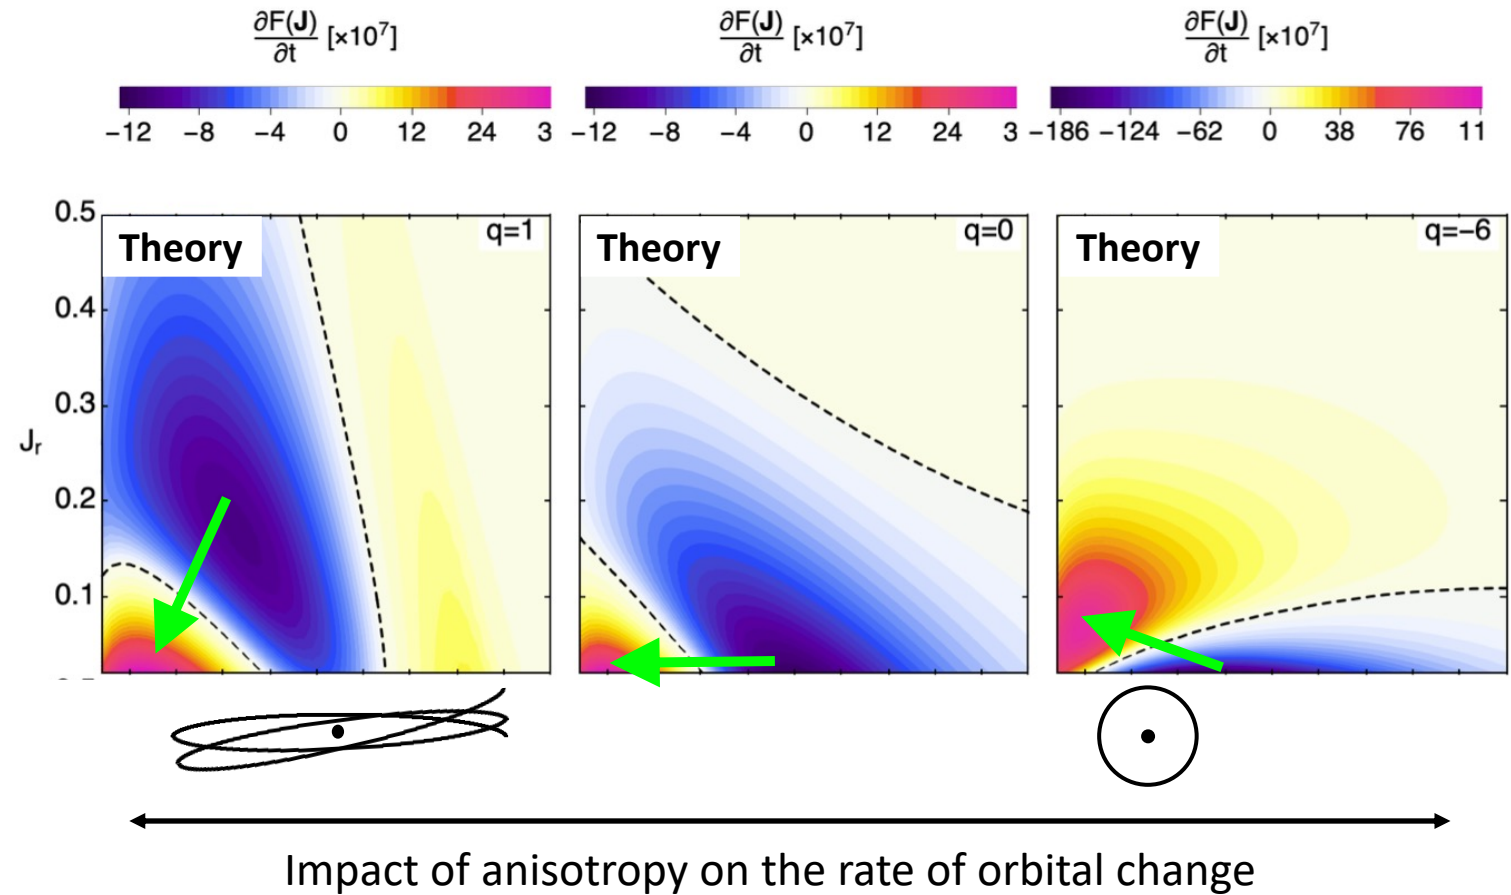 ∂F(J)/∂t [×10⁷] ∂F(J)/∂t [×10⁷] ∂F(J)/∂t [×10⁷]
−12 −8 −4 0 12 24 3 −12 −8 −4 0 12 24 3 −186 −124 −62 0 38 76 11
0.5
Theory q=1 Theory q=0 Theory q=−6
0.4
0.3
Jr
0.2
0.1
Impact of anisotropy on the rate of orbital change